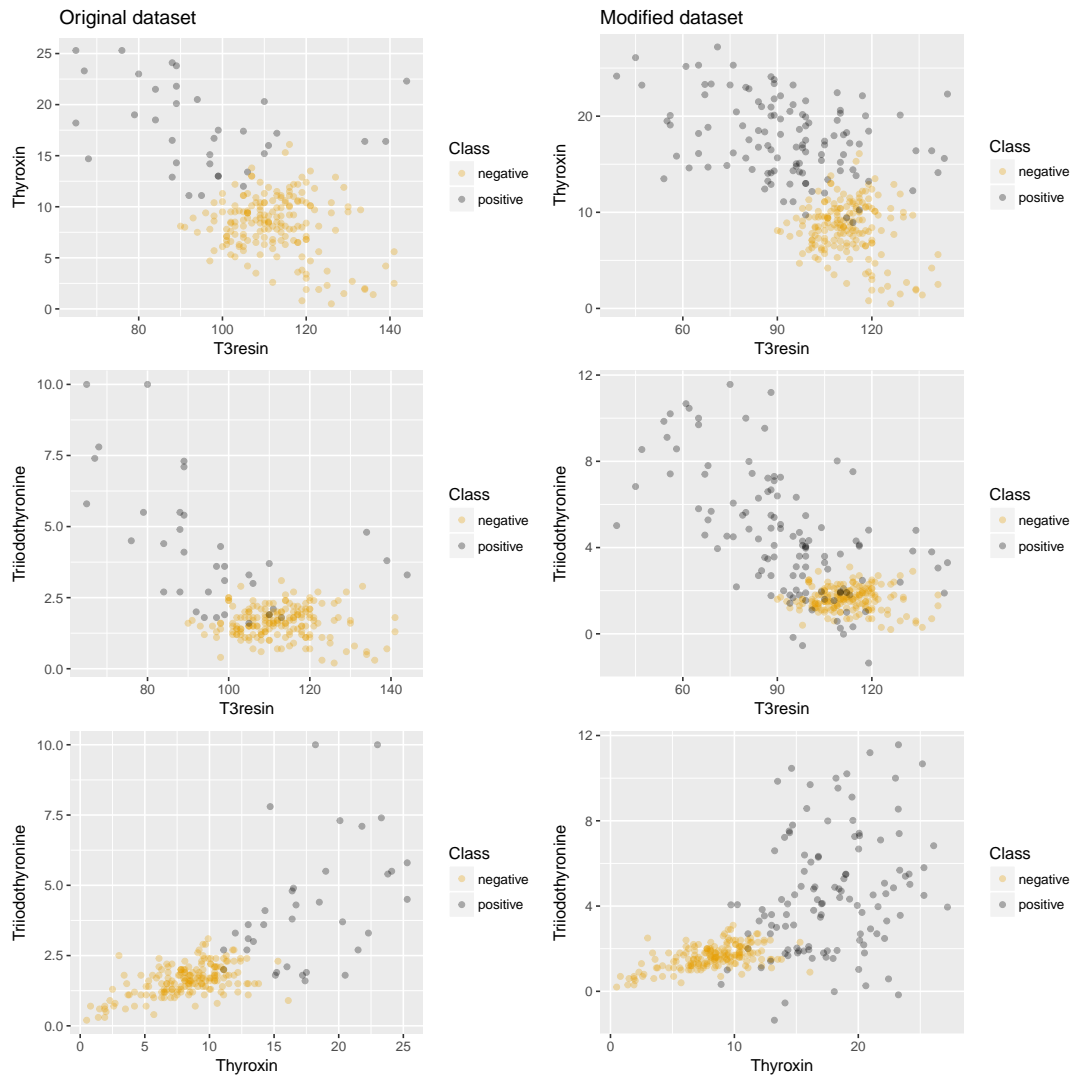 Original dataset
Modified dataset
25
20
15
10
5
0
80
100
120
140
T3resin
Thyroxin
Class
negative
positive
20
10
0
60
90
120
T3resin
Thyroxin
Class
negative
positive
10.0
7.5
5.0
2.5
0.0
80
100
120
140
T3resin
Triiodothyronine
Class
negative
positive
12
8
4
0
60
90
120
T3resin
Triiodothyronine
Class
negative
positive
10.0
7.5
5.0
2.5
0.0
0
5
10
15
20
25
Thyroxin
Triiodothyronine
Class
negative
positive
12
8
4
0
0
10
20
Thyroxin
Triiodothyronine
Class
negative
positive